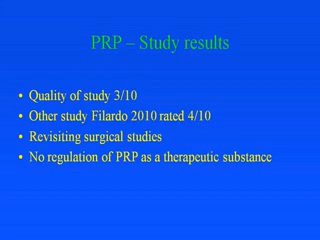 PRP – Study results
• Quality of study 3/10
• Other study Filardo 2010 rated 4/10
• Revisiting surgical studies
• No regulation of PRP as a therapeutic substance